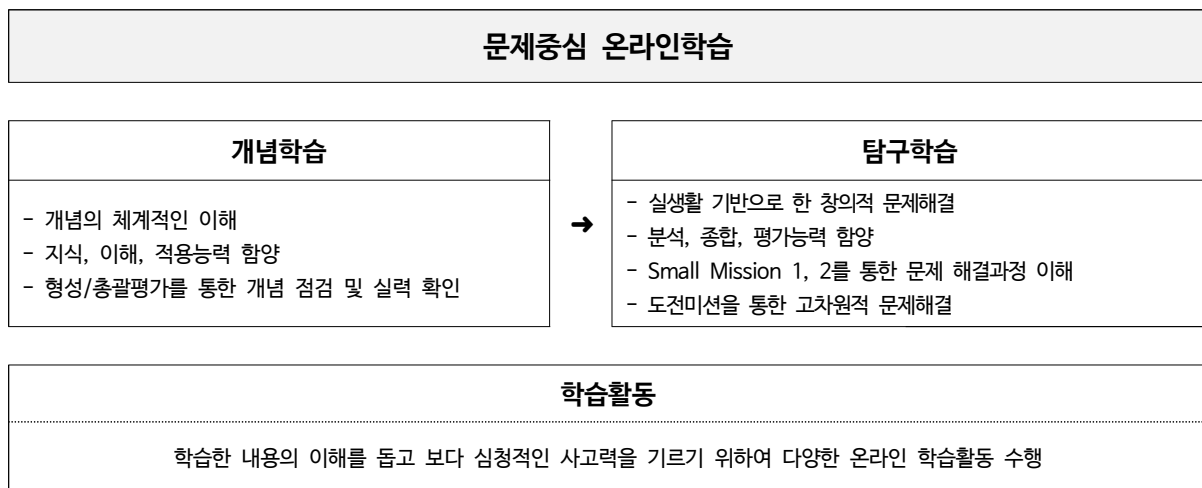 문제중심 온라인학습
개념학습
- 개념의 체계적인 이해
- 지식, 이해, 적용능력 함양
- 형성/총괄평가를 통한 개념 점검 및 실력 확인
➜
탐구학습
- 실생활 기반으로 한 창의적 문제해결
- 분석, 종합, 평가능력 함양
- Small Mission 1, 2를 통한 문제 해결과정 이해
- 도전미션을 통한 고차원적 문제해결
학습활동
학습한 내용의 이해를 돕고 보다 심청적인 사고력을 기르기 위하여 다양한 온라인 학습활동 수행